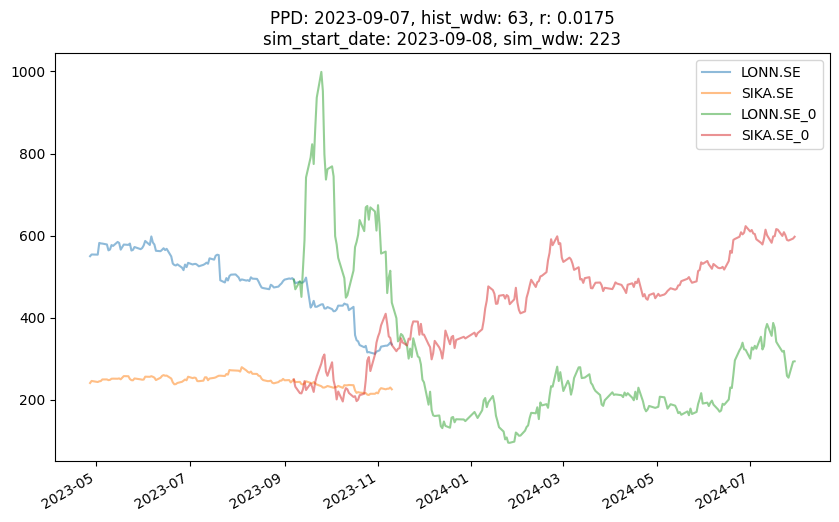 PPD: 2023-09-07, hist_wdw: 63, r: 0.0175
sim_start_date: 2023-09-08, sim_wdw: 223
LONN.SE
SIKA.SE
LONN.SE_0
SIKA.SE_0
1000
800
600
400
200
2023-05
2023-07
2023-09
2023-11
2024-01
2024-03
2024-05
2024-07